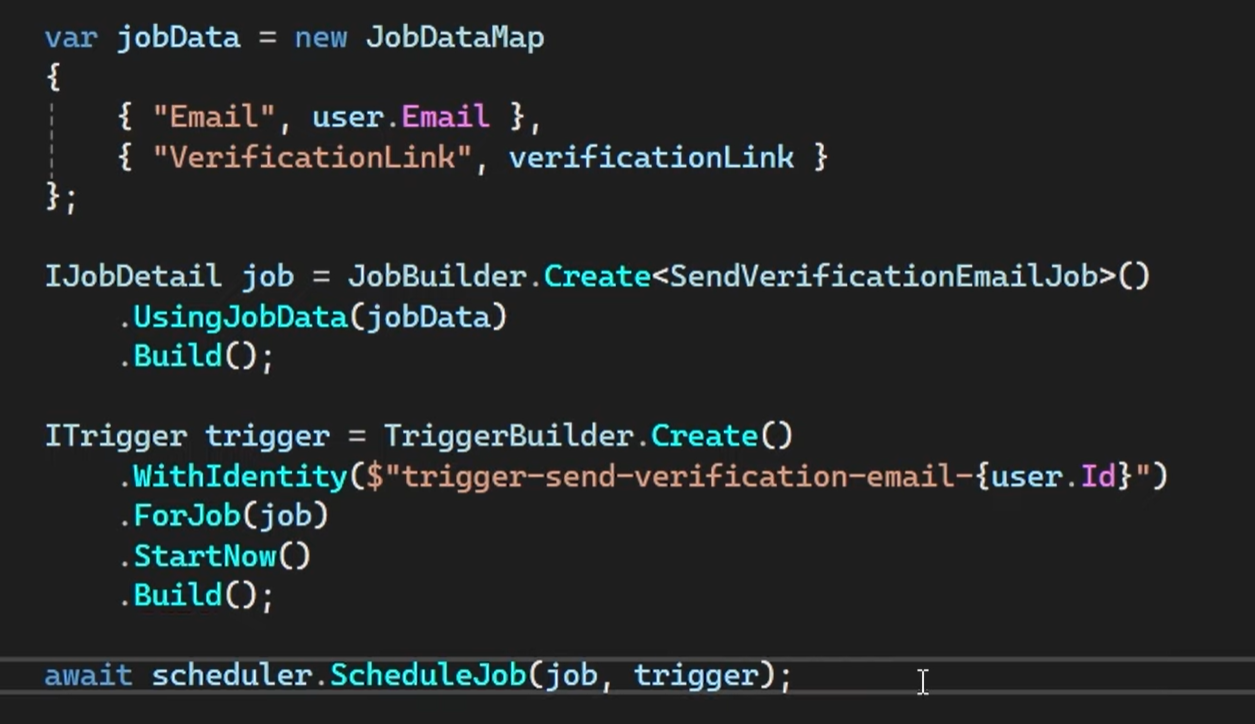 var jobData = new JobDataMap
{
    { "Email", user.Email },
    { "VerificationLink", verificationLink }
};

IJobDetail job = JobBuilder.Create<SendVerificationEmailJob>()
    .UsingJobData(jobData)
    .Build();

ITrigger trigger = TriggerBuilder.Create()
    .WithIdentity($"trigger-send-verification-email-{user.Id}")
    .ForJob(job)
    .StartNow()
    .Build();

await scheduler.ScheduleJob(job, trigger);